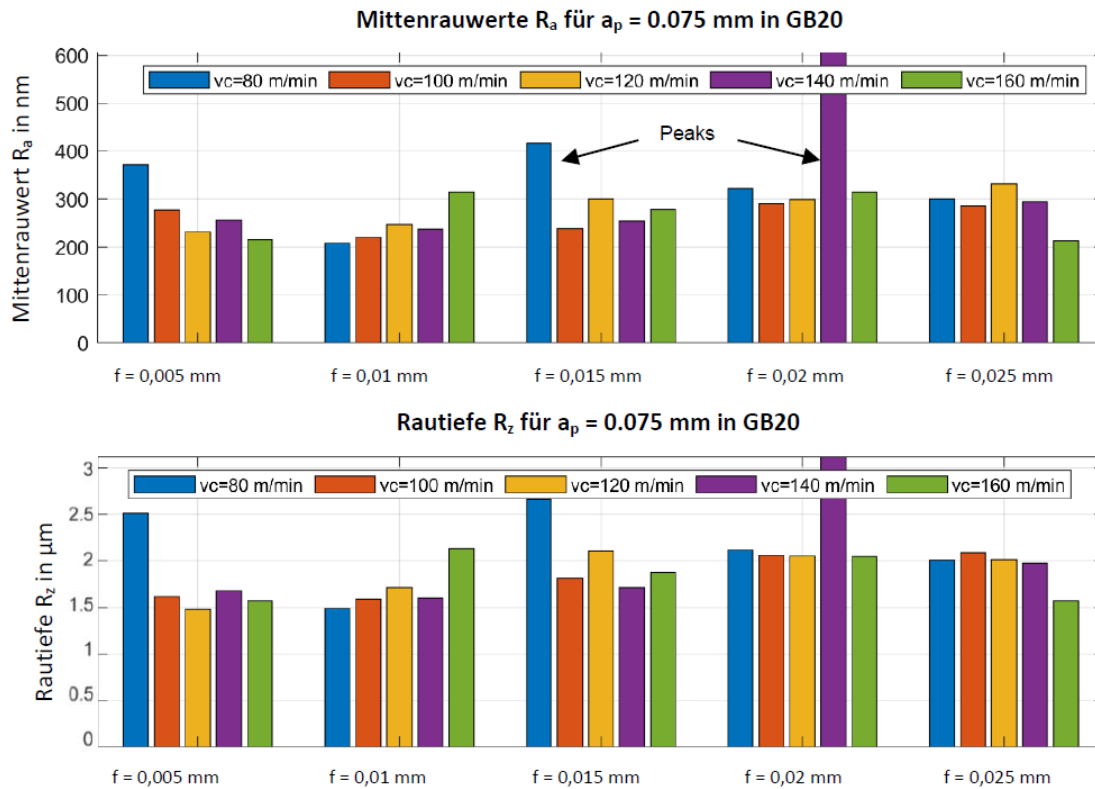 Mittenrauwerte Rₐ für aₚ = 0.075 mm in GB20
600
vc=80 m/min vc=100 m/min vc=120 m/min vc=140 m/min vc=160 m/min
500
Peaks
400
300
200
100
0
Mittenrauwert Rₐ in nm
f = 0,005 mm f = 0,01 mm f = 0,015 mm f = 0,02 mm f = 0,025 mm
Rautiefe R_z für aₚ = 0.075 mm in GB20
3
vc=80 m/min vc=100 m/min vc=120 m/min vc=140 m/min vc=160 m/min
2.5
2
1.5
1
0.5
0
Rautiefe R_z in µm
f = 0,005 mm f = 0,01 mm f = 0,015 mm f = 0,02 mm f = 0,025 mm